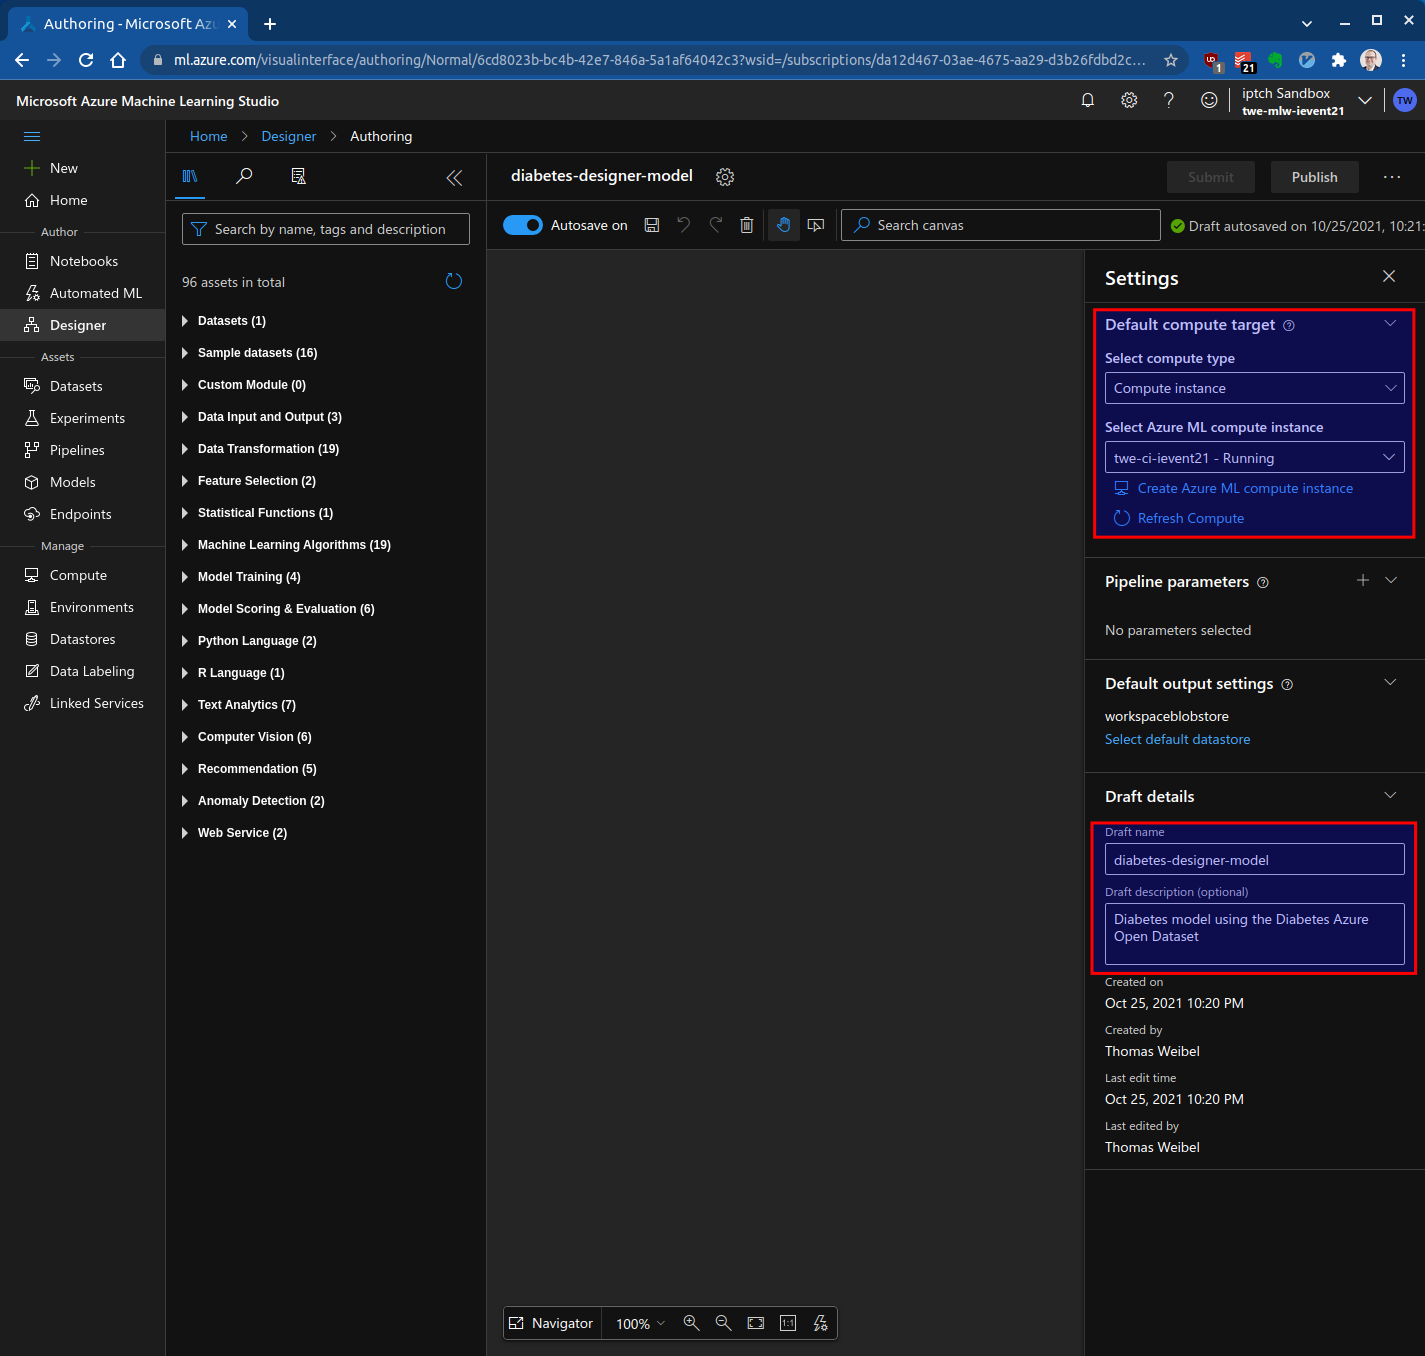 Authoring - Microsoft Azu
ml.azure.com/visualinterface/authoring/Normal/6cd8023b-bc4b-42e7-846a-5a1af64042c3?wsid=/subscriptions/da12d467-03ae-4675-aa29-d3b26fdbd2c...
1
21
Microsoft Azure Machine Learning Studio
iptch Sandbox
twe-mlw-ievent21
TW
Home
Designer
Authoring
New
Home
Author
Notebooks
Automated ML
Designer
Assets
Datasets
Experiments
Pipelines
Models
Endpoints
Manage
Compute
Environments
Datastores
Data Labeling
Linked Services
Search by name, tags and description
96 assets in total
Datasets (1)
Sample datasets (16)
Custom Module (0)
Data Input and Output (3)
Data Transformation (19)
Feature Selection (2)
Statistical Functions (1)
Machine Learning Algorithms (19)
Model Training (4)
Model Scoring & Evaluation (6)
Python Language (2)
R Language (1)
Text Analytics (7)
Computer Vision (6)
Recommendation (5)
Anomaly Detection (2)
Web Service (2)
diabetes-designer-model
Submit
Publish
Autosave on
Search canvas
Draft autosaved on 10/25/2021, 10:21:
Settings
Default compute target
Select compute type
Compute instance
Select Azure ML compute instance
twe-ci-ievent21 - Running
Create Azure ML compute instance
Refresh Compute
Pipeline parameters
No parameters selected
Default output settings
workspaceblobstore
Select default datastore
Draft details
Draft name
diabetes-designer-model
Draft description (optional)
Diabetes model using the Diabetes Azure
Open Dataset
Created on
Oct 25, 2021 10:20 PM
Created by
Thomas Weibel
Last edit time
Oct 25, 2021 10:20 PM
Last edited by
Thomas Weibel
Navigator
100%
1:1